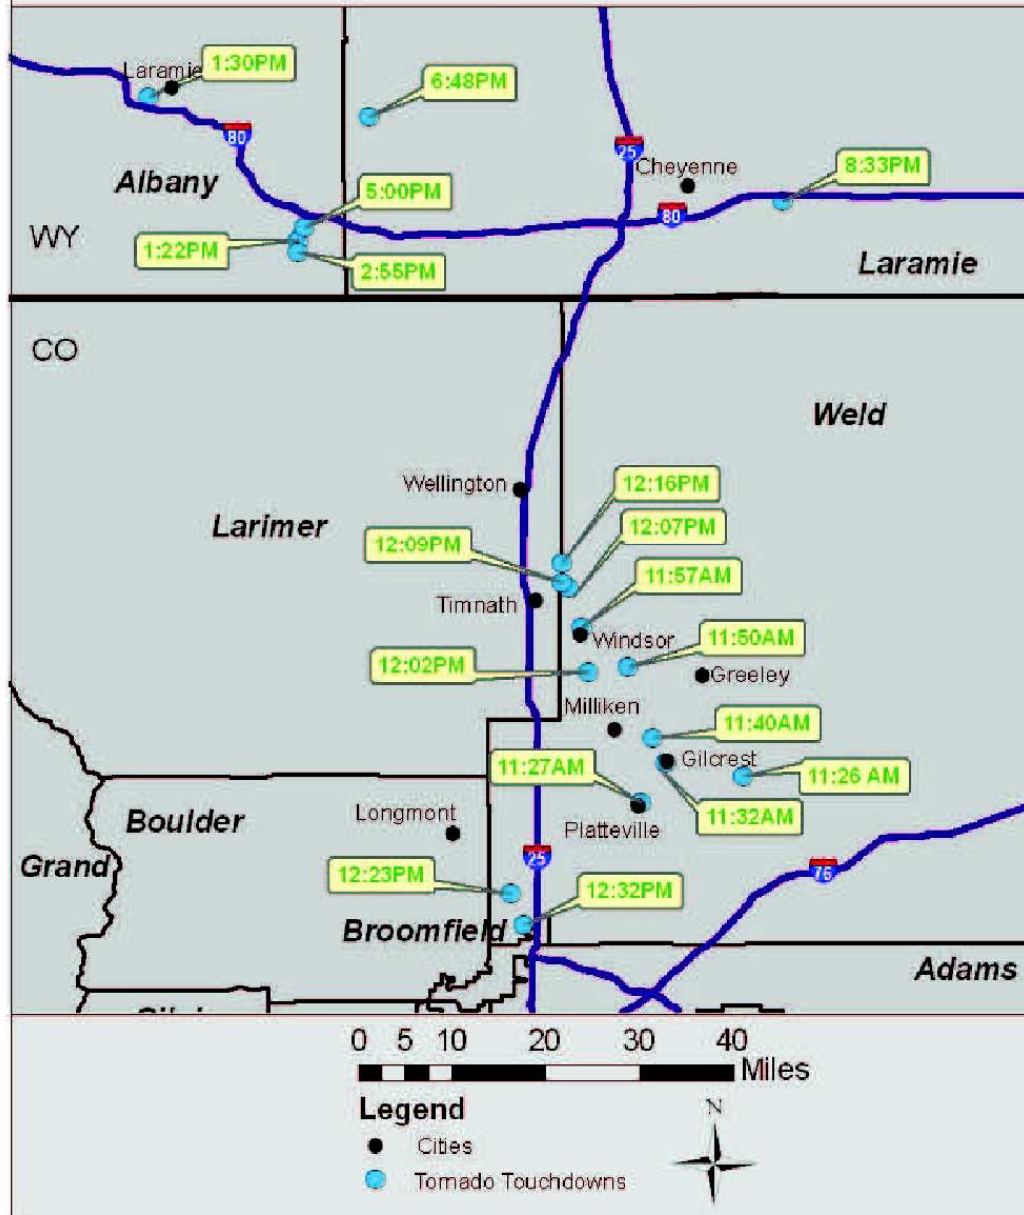 Laramie
1:30PM
6:48PM
80
25
Cheyenne
8:33PM
Albany
5:00PM
80
WY
1:22PM
2:55PM
Laramie
CO
Weld
Wellington
12:16PM
Larimer
12:09PM
12:07PM
11:57AM
Timnath
Windsor
11:50AM
12:02PM
Greeley
Milliken
11:40AM
11:27AM
Gilcrest
11:26 AM
Boulder
Longmont
11:32AM
Platteville
Grand
25
76
12:23PM
12:32PM
Broomfield
Adams
0 5 10 20 30 40
Miles
Legend
N
Cities
Tornado Touchdowns